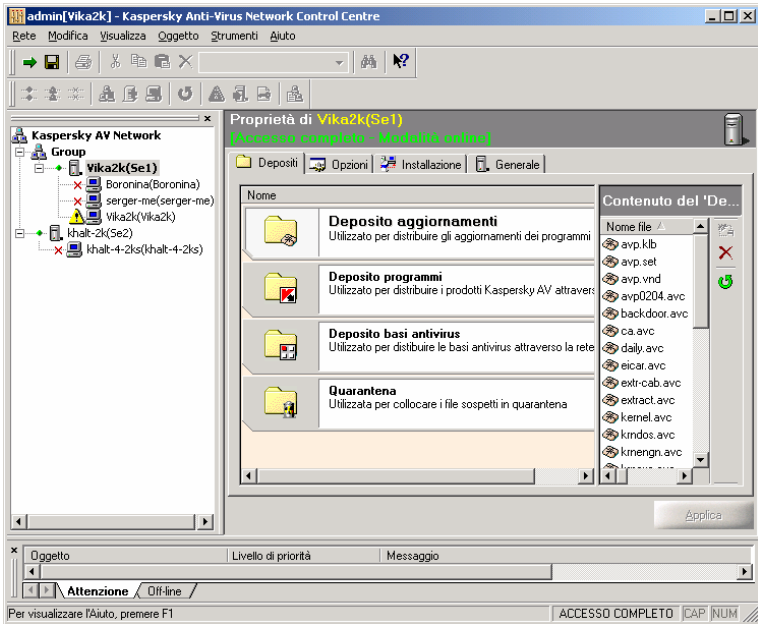 admin[Vika2k] - Kaspersky Anti-Virus Network Control Centre
Rete Modifica Visualizza Oggetto Strumenti Aiuto
Kaspersky AV Network
Group
Vika2k(Se1)
Boronina(Boronina)
serger-me(serger-me)
Vika2k(Vika2k)
khalt-2k(Se2)
khalt-4-2ks(khalt-4-2ks)
Proprietà di Vika2k(Se1)
[Accesso completo - Modalità online]
Depositi Opzioni Installazione Generale
Nome
Deposito aggiornamenti
Utilizzato per distribuire gli aggiornamenti dei programmi
Deposito programmi
Utilizzato per distribuire i prodotti Kaspersky AV attravers
Deposito basi antivirus
Utilizzato per distibuire le basi antivirus attraverso la rete
Quarantena
Utilizzata per collocare i file sospetti in quarantena
Contenuto del 'De...
Nome file
avp.klb
avp.set
avp.vnd
avp0204.avc
backdoor.avc
ca.avc
daily.avc
eicar.avc
extr-cab.avc
extract.avc
kernel.avc
krndos.avc
krnengn.avc
Applica
Oggetto Livello di priorità Messaggio
Attenzione Off-line
Per visualizzare l'Aiuto, premere F1
ACCESSO COMPLETO CAP NUM